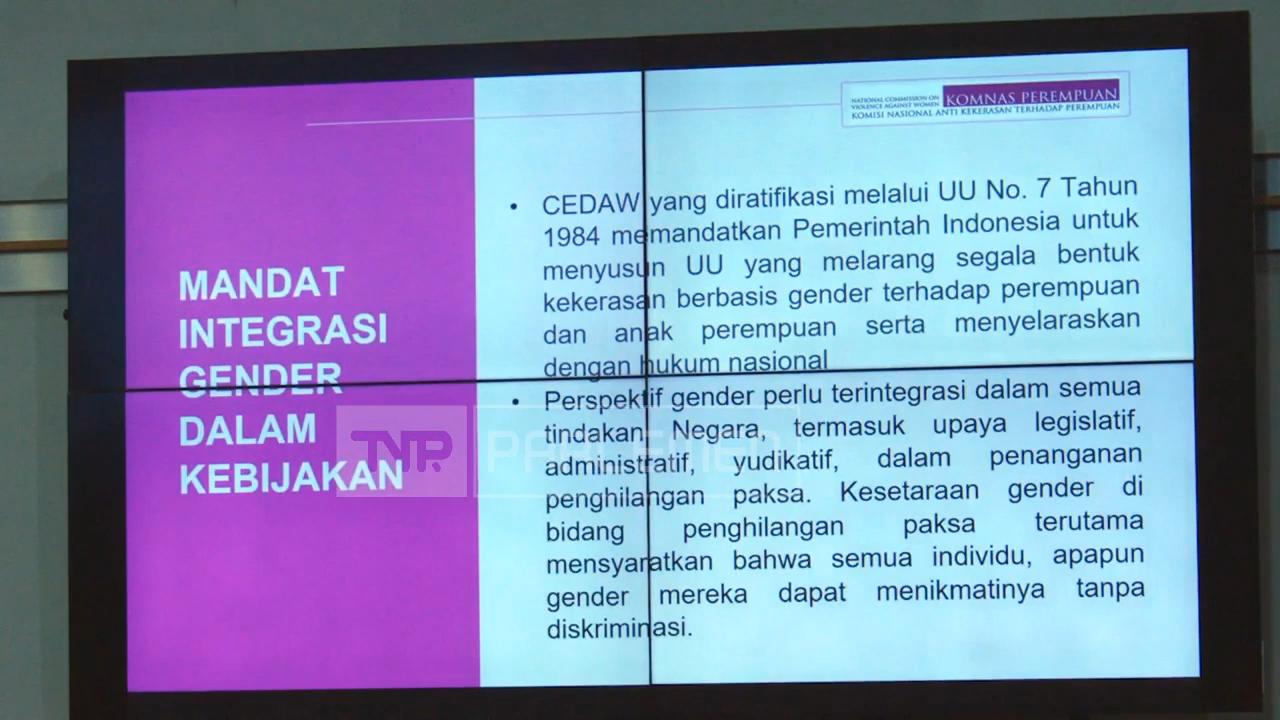 NATIONAL COMMISSION ON
VIOLENCE AGAINST WOMEN
KOMNAS PEREMPUAN
KOMISI NASIONAL ANTI KEKERASAN TERHADAP PEREMPUAN
MANDAT
INTEGRASI
GENDER
DALAM
KEBIJAKAN
• CEDAW yang diratifikasi melalui UU No. 7 Tahun
1984 memandatkan Pemerintah Indonesia untuk
menyusun UU yang melarang segala bentuk
kekerasan berbasis gender terhadap perempuan
dan anak perempuan serta menyelaraskan
dengan hukum nasional
• Perspektif gender perlu terintegrasi dalam semua
tindakan Negara, termasuk upaya legislatif,
administratif, yudikatif, dalam penanganan
penghilangan paksa. Kesetaraan gender di
bidang penghilangan paksa terutama
mensyaratkan bahwa semua individu, apapun
gender mereka dapat menikmatinya tanpa
diskriminasi.
TVR PARLEMEN